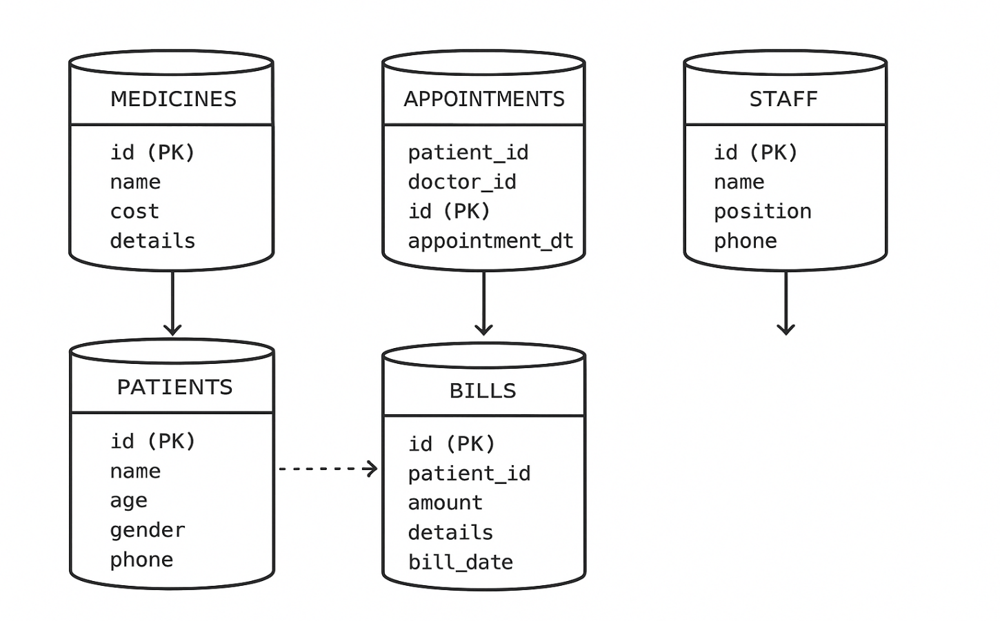 MEDICINES
id (PK)
name
cost
details
APPOINTMENTS
patient_id
doctor_id
id (PK)
appointment_dt
STAFF
id (PK)
name
position
phone
PATIENTS
id (PK)
name
age
gender
phone
BILLS
id (PK)
patient_id
amount
details
bill_date